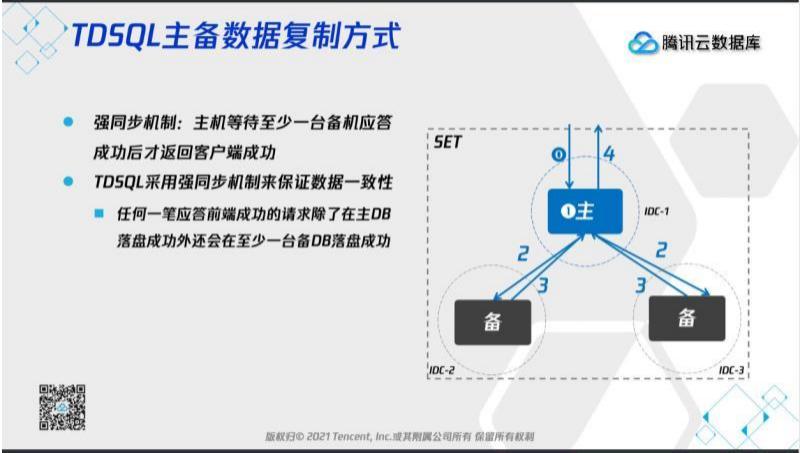 TDSQL主备数据复制方式
腾讯云数据库
强同步机制：主机等待至少一台备机应答
成功后才返回客户端成功
TDSQL采用强同步机制来保证数据一致性
任何一笔应答前端成功的请求除了在主DB
落盘成功外还会在至少一台备DB落盘成功
SET
0
4
1主
IDC-1
2
3
2
3
备
备
IDC-2
IDC-3
版权归© 2021 Tencent, Inc.或其附属公司所有 保留所有权利